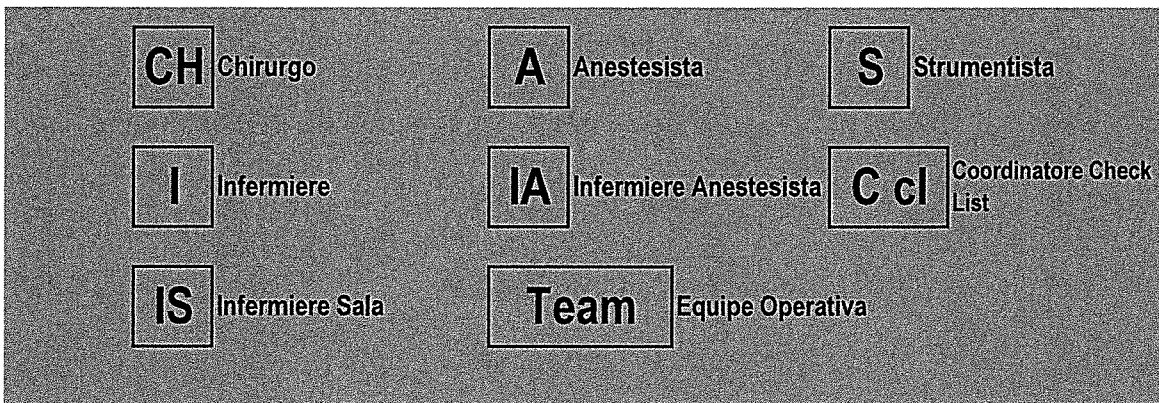 CH Chirurgo A Anestesista S Strumentista
I Infermiere IA Infermiere Anestesista C cl Coordinatore Check
List
IS Infermiere Sala Team Equipe Operativa